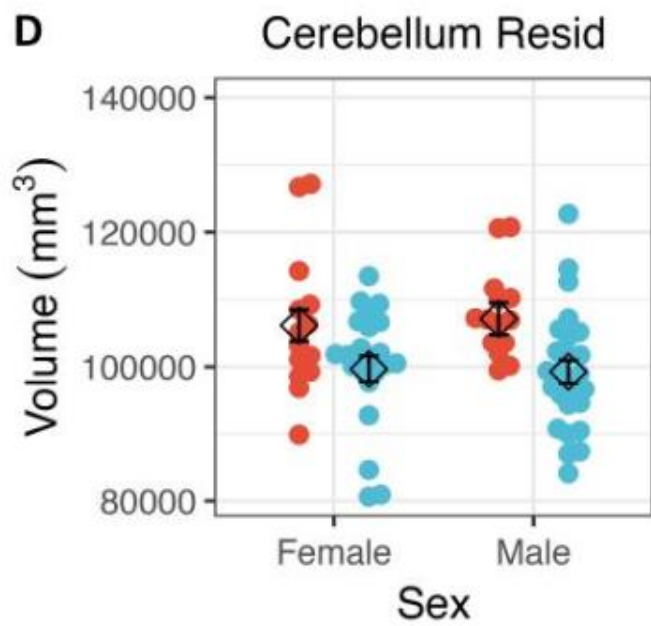 D
Cerebellum Resid
Volume (mm³)
140000
120000
100000
80000
Female Male
Sex